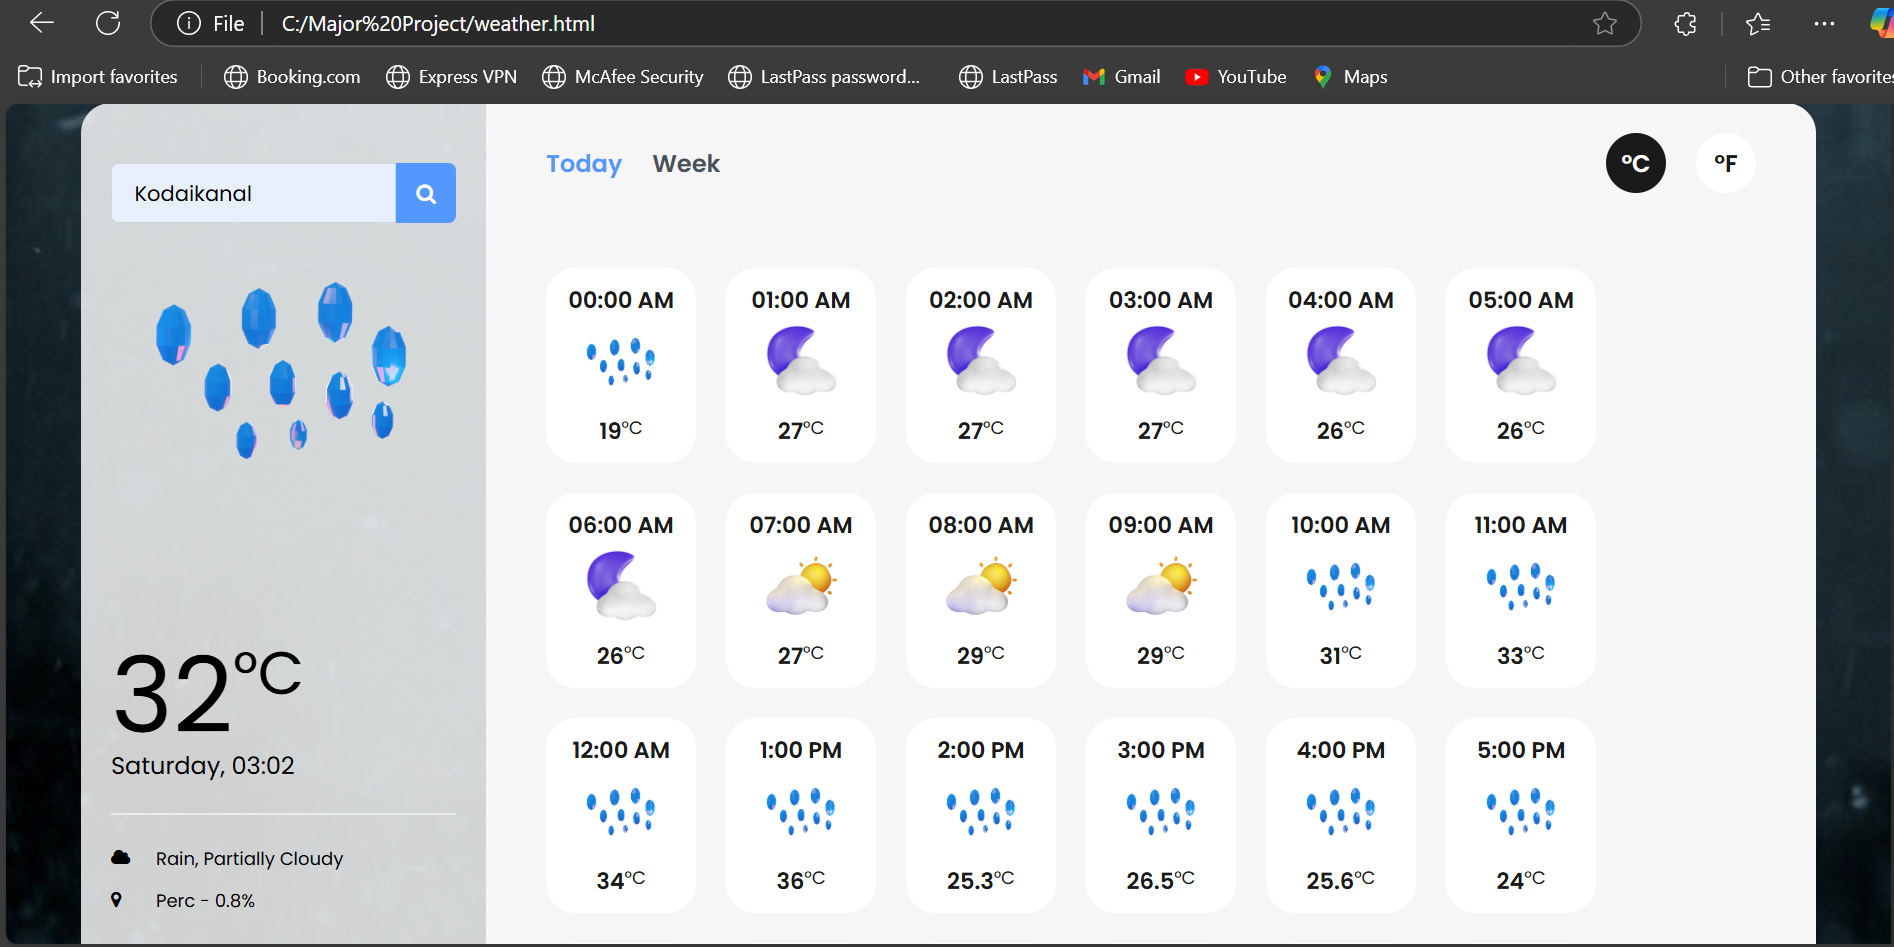 File C:/Major%20Project/weather.html
Import favorites Booking.com Express VPN McAfee Security LastPass password... LastPass Gmail YouTube Maps Other favorites
Kodaikanal
32°C
Saturday, 03:02
Rain, Partially Cloudy
Perc - 0.8%
Today Week °C °F
00:00 AM 01:00 AM 02:00 AM 03:00 AM 04:00 AM 05:00 AM
19°C 27°C 27°C 27°C 26°C 26°C
06:00 AM 07:00 AM 08:00 AM 09:00 AM 10:00 AM 11:00 AM
26°C 27°C 29°C 29°C 31°C 33°C
12:00 AM 1:00 PM 2:00 PM 3:00 PM 4:00 PM 5:00 PM
34°C 36°C 25.3°C 26.5°C 25.6°C 24°C